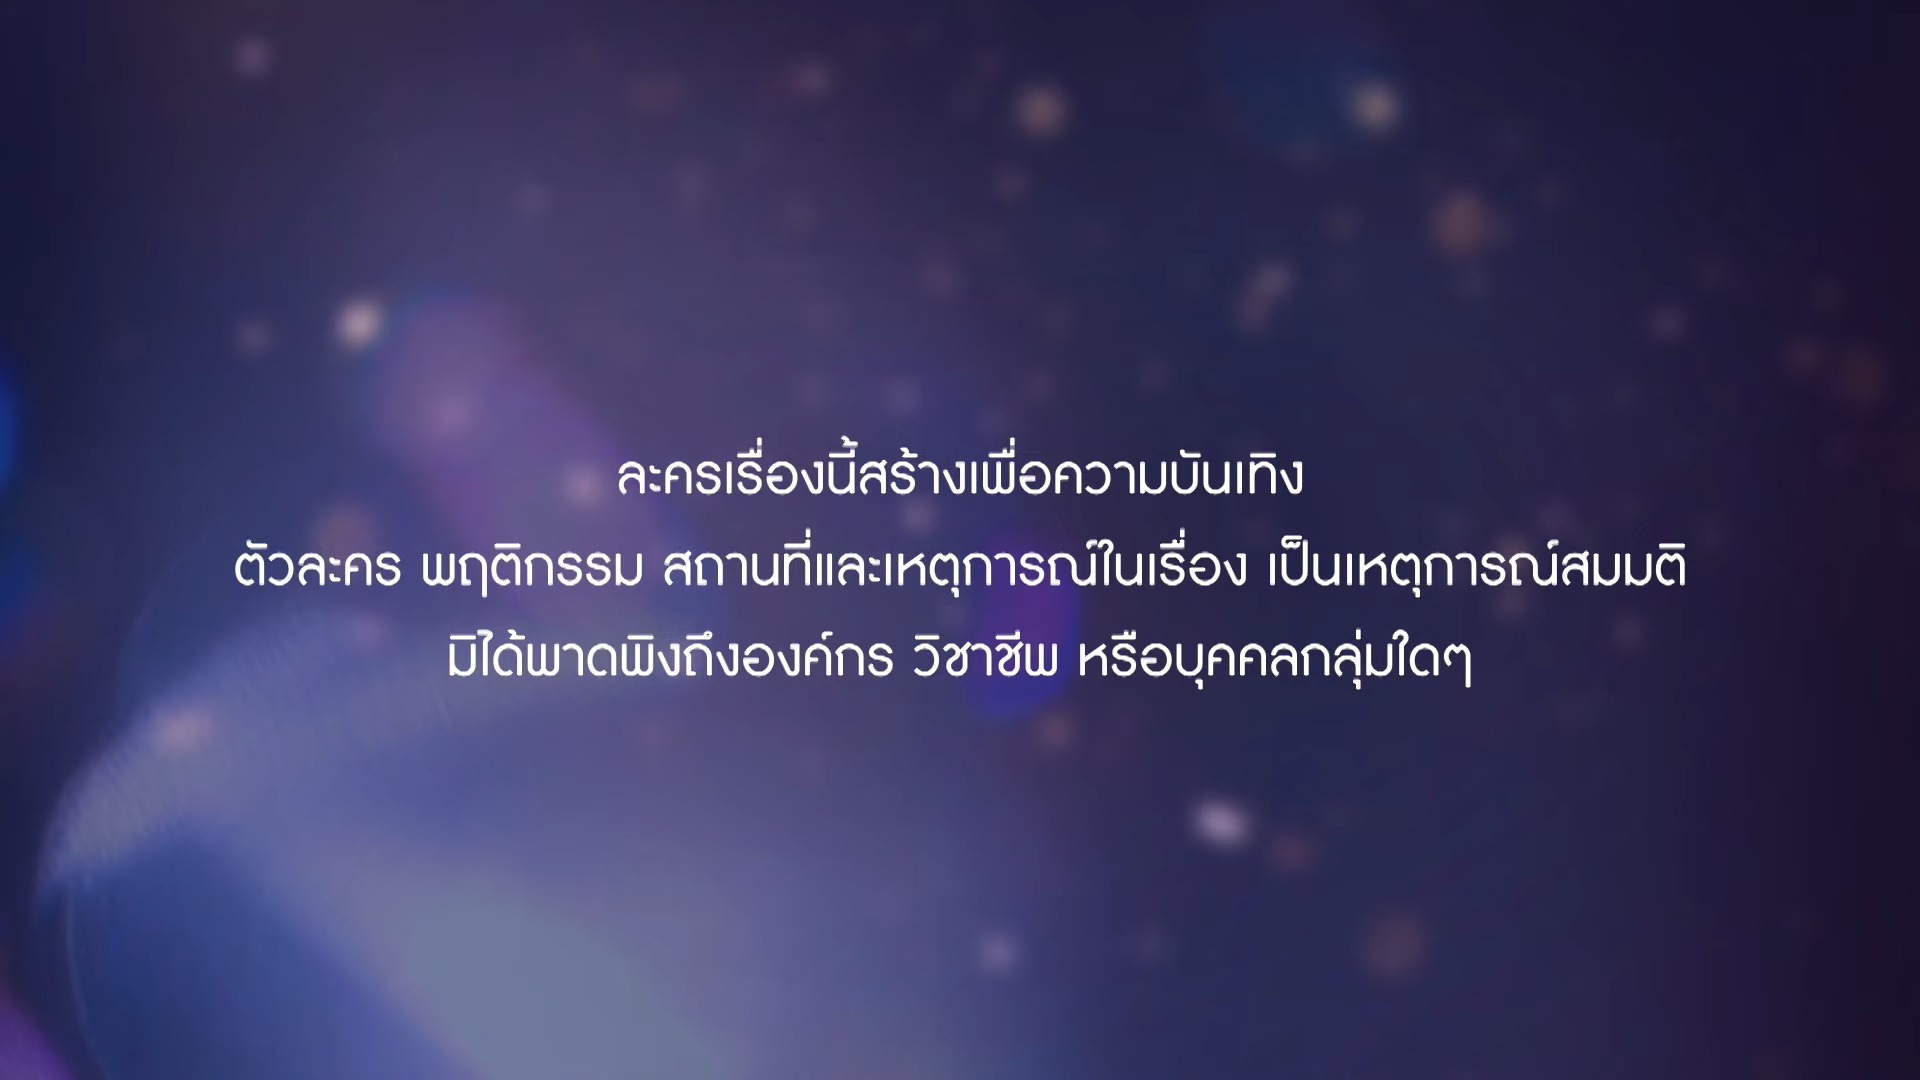 ละครเรื่องนี้สร้างเพื่อความบันเทิง
ตัวละคร พฤติกรรม สถานที่และเหตุการณ์ในเรื่อง เป็นเหตุการณ์สมมติ
มิได้พาดพิงถึงองค์กร วิชาชีพ หรือบุคคลกลุ่มใดๆ